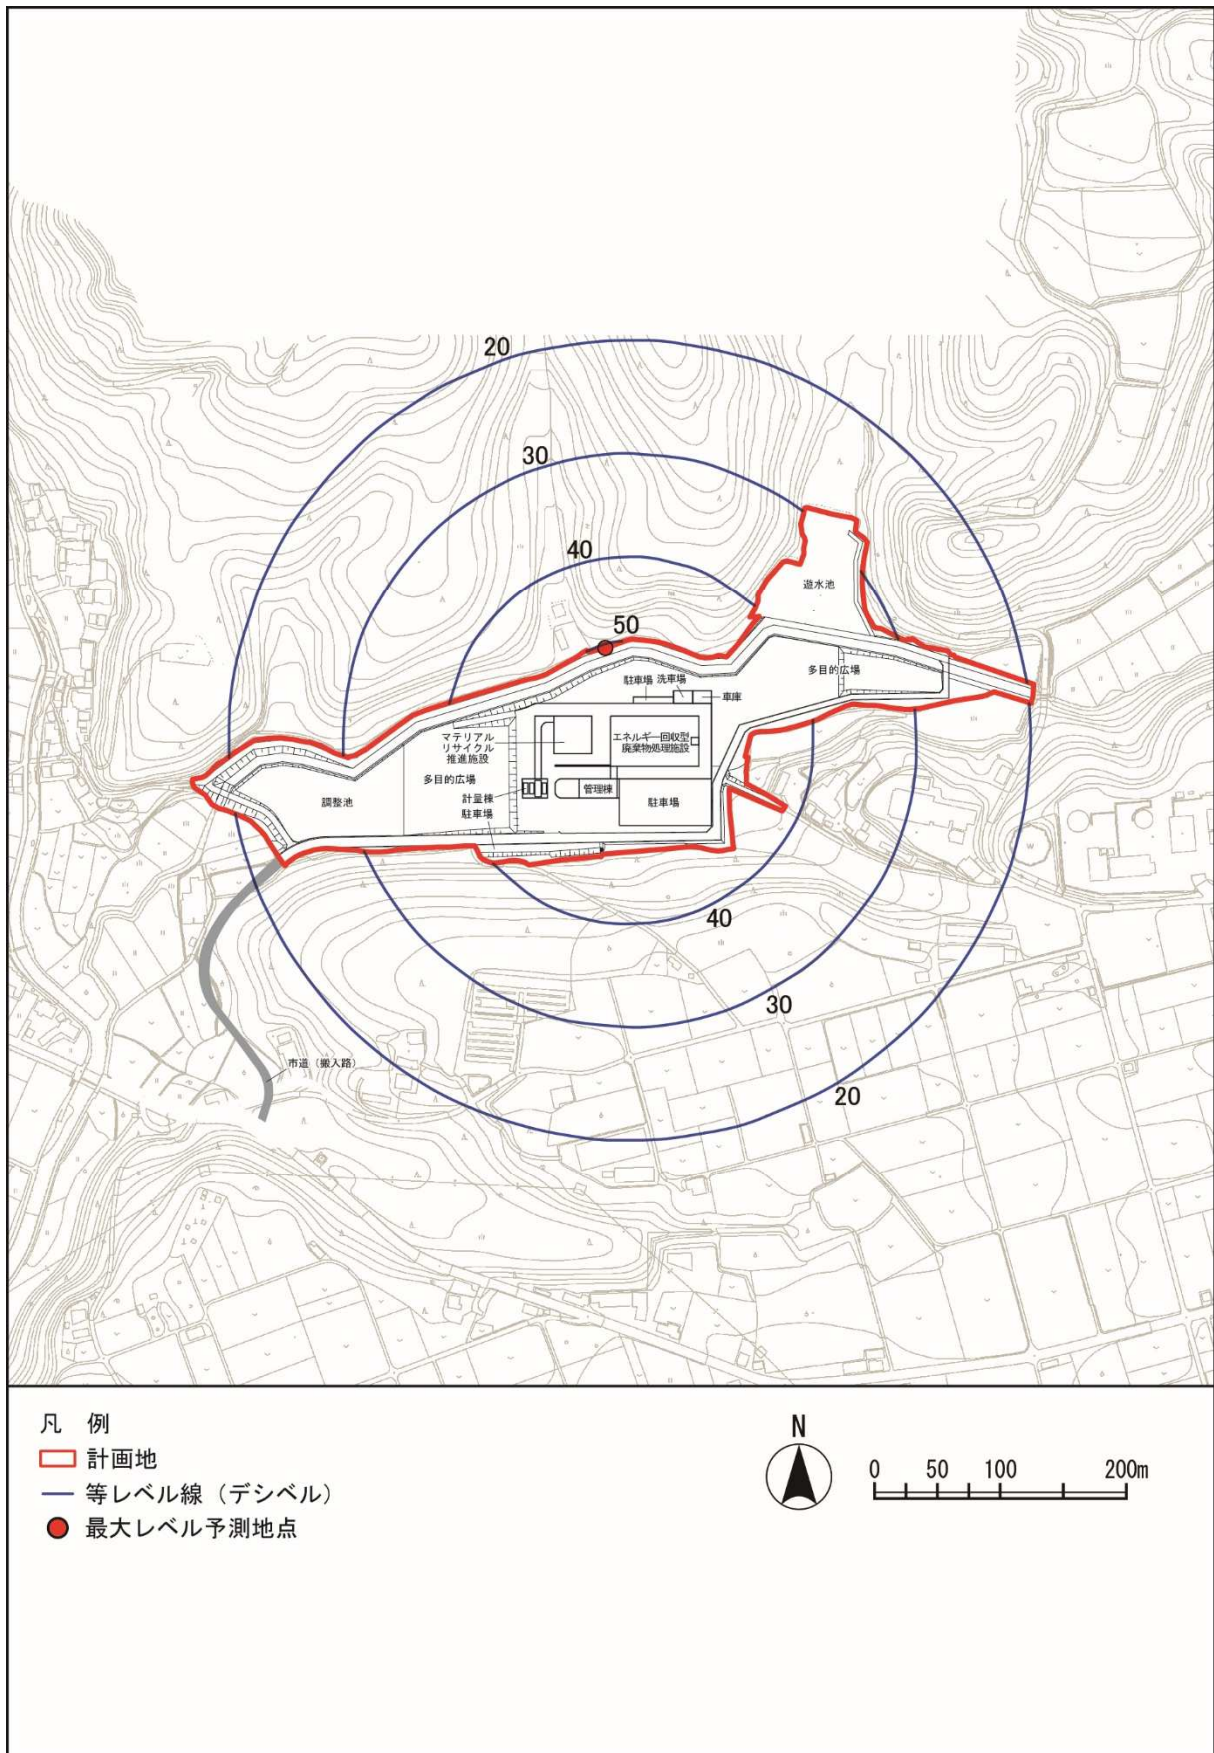 20
30
40
50
遊水池
多目的広場
駐車場
洗車場
車庫
マテリアル
リサイクル
推進施設
エネルギー回収型
廃棄物処理施設
多目的広場
調整池
計量棟
管理棟
駐車場
駐車場
40
30
20
市道（搬入路）
凡 例
計画地
等レベル線（デシベル）
最大レベル予測地点
N
0 50 100 200m